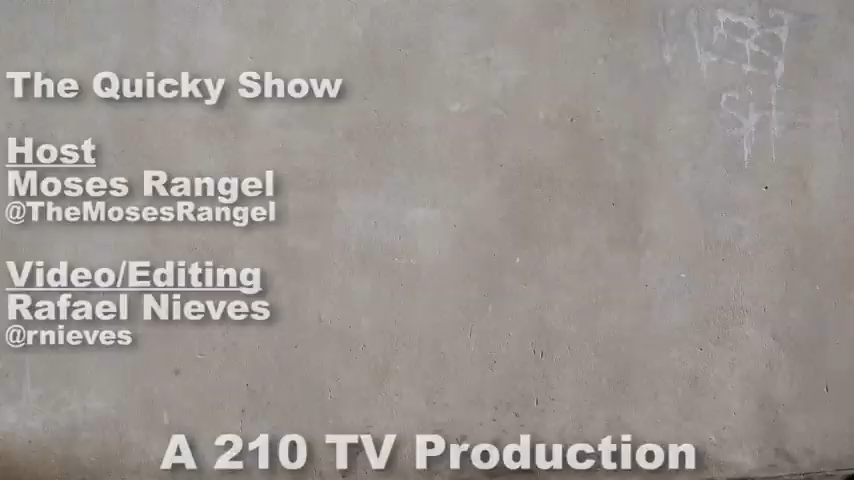 The Quicky Show
Host
Moses Rangel
@TheMosesRangel
Video/Editing
Rafael Nieves
@rnieves
A 210 TV Production